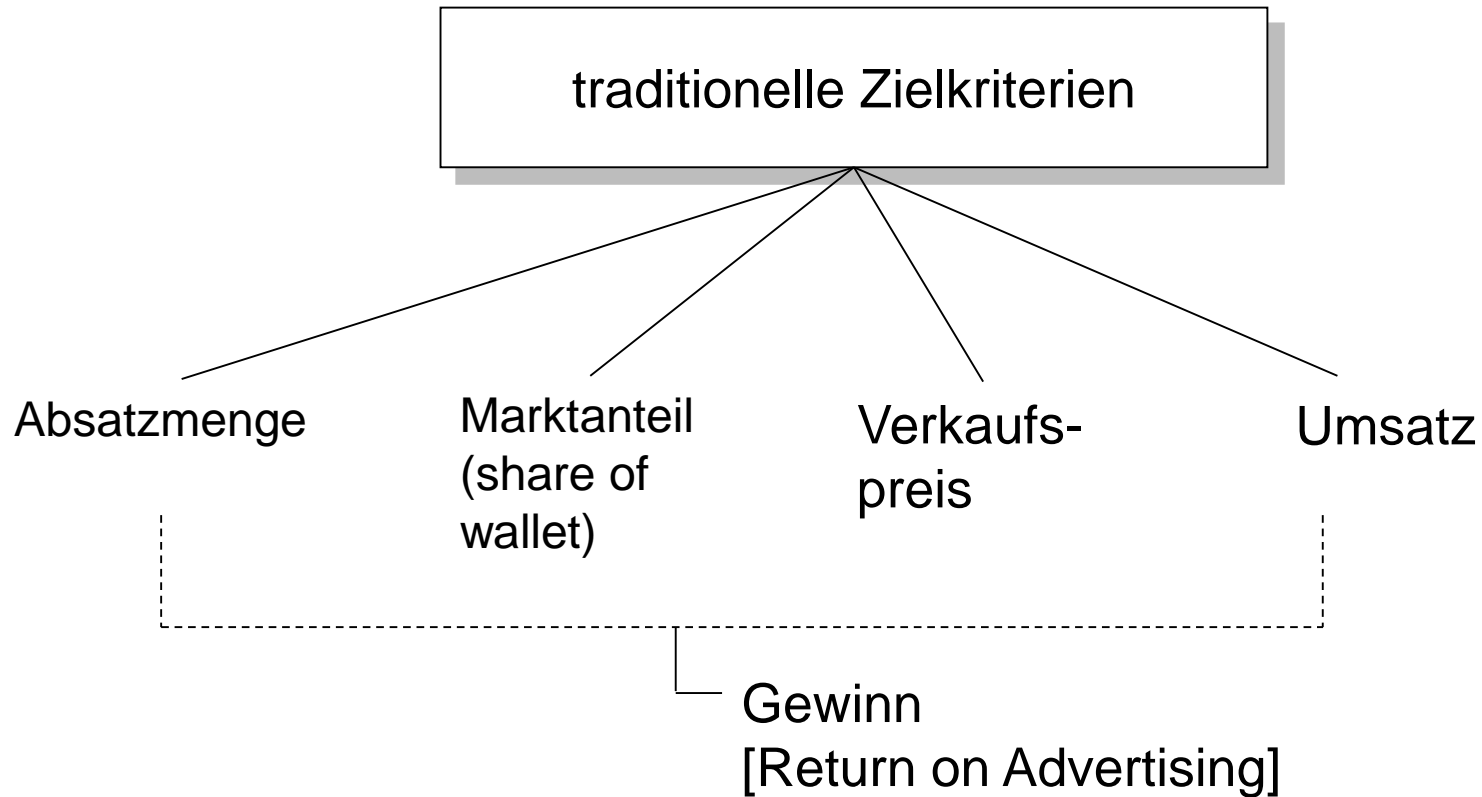 traditionelle Zielkriterien
Absatzmenge
Marktanteil
(share of
wallet)
Verkaufs-
preis
Umsatz
Gewinn
[Return on Advertising]